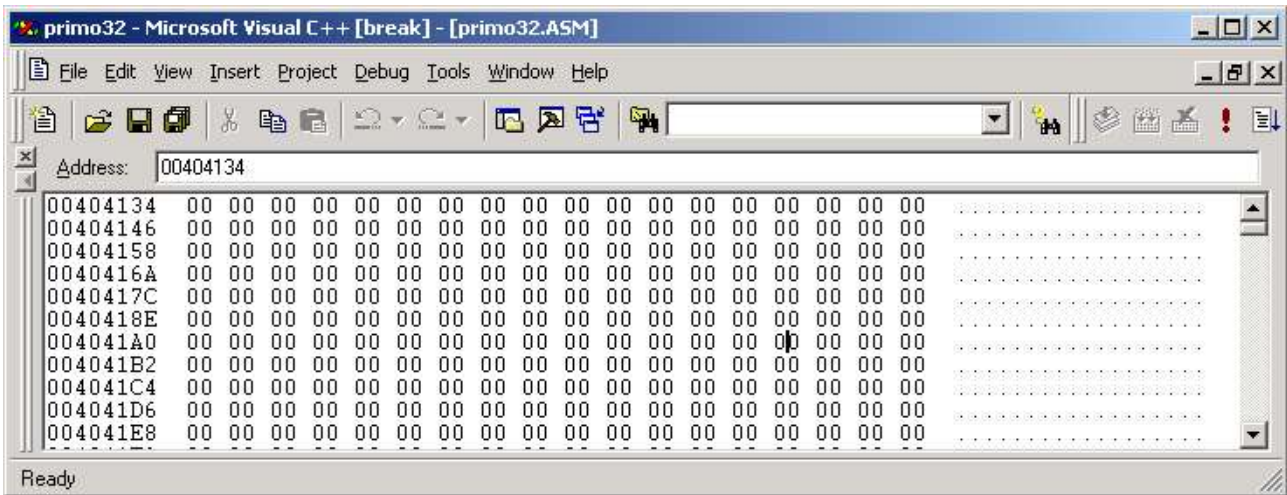 primo32 - Microsoft Visual C++ [break] - [primo32.ASM]
File Edit View Insert Project Debug Tools Window Help
Address: 00404134
00404134 00 00 00 00 00 00 00 00 00 00 00 00 00 00 00 00 00 00 ..................
00404146 00 00 00 00 00 00 00 00 00 00 00 00 00 00 00 00 00 00 ..................
00404158 00 00 00 00 00 00 00 00 00 00 00 00 00 00 00 00 00 00 ..................
0040416A 00 00 00 00 00 00 00 00 00 00 00 00 00 00 00 00 00 00 ..................
0040417C 00 00 00 00 00 00 00 00 00 00 00 00 00 00 00 00 00 00 ..................
0040418E 00 00 00 00 00 00 00 00 00 00 00 00 00 00 00 00 00 00 ..................
004041A0 00 00 00 00 00 00 00 00 00 00 00 00 00 00 00 00 00 00 ..................
004041B2 00 00 00 00 00 00 00 00 00 00 00 00 00 00 00 00 00 00 ..................
004041C4 00 00 00 00 00 00 00 00 00 00 00 00 00 00 00 00 00 00 ..................
004041D6 00 00 00 00 00 00 00 00 00 00 00 00 00 00 00 00 00 00 ..................
004041E8 00 00 00 00 00 00 00 00 00 00 00 00 00 00 00 00 00 00 ..................
Ready